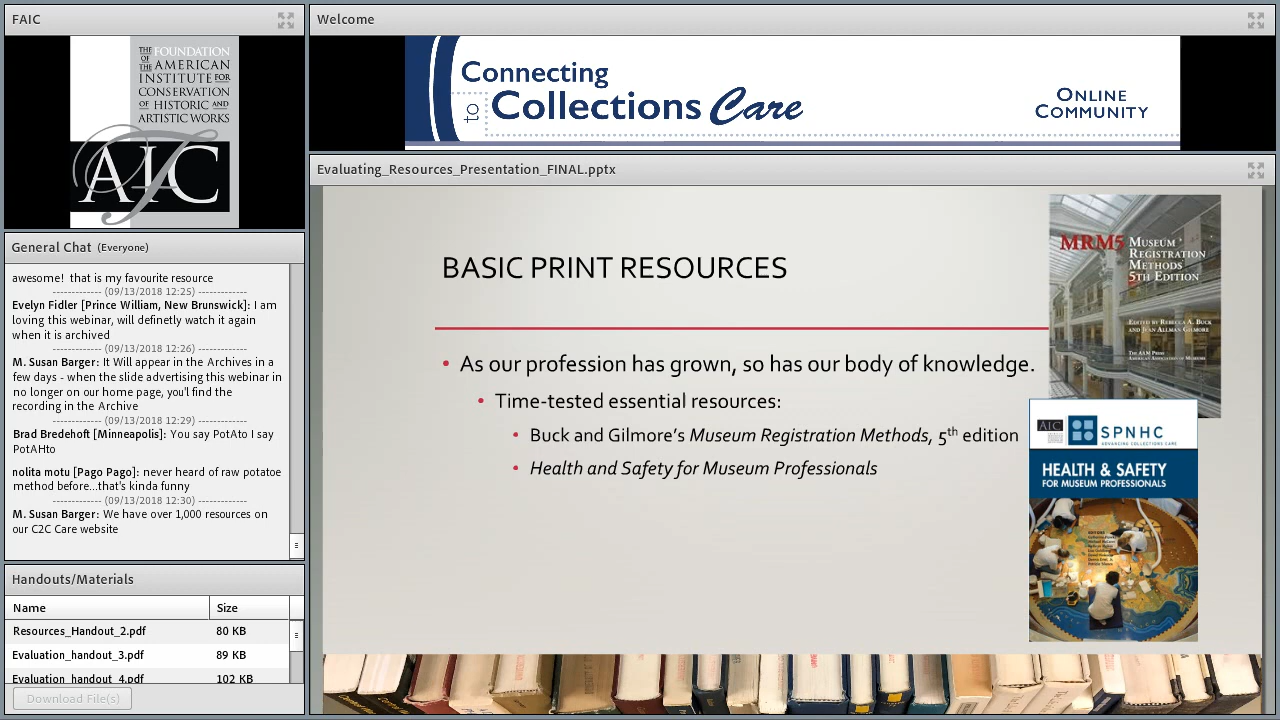 FAIC
THE FOUNDATION
OF THE AMERICAN
INSTITUTE FOR
CONSERVATION
OF HISTORIC AND
ARTISTIC WORKS
AIC
General Chat (Everyone)
awesome! that is my favourite resource
------------- (09/13/2018 12:25) -------------
Evelyn Fidler [Prince William, New Brunswick]: I am
loving this webinar, will definetly watch it again
when it is archived
------------- (09/13/2018 12:26) -------------
M. Susan Barger: It Will appear in the Archives in a
few days - when the slide advertising this webinar in
no longer on our home page, you'l find the
recording in the Archive
------------- (09/13/2018 12:29) -------------
Brad Bredehoft [Minneapolis]: You say PotAto I say
PotAHto
nolita motu [Pago Pago]: never heard of raw potatoe
method before...that's kinda funny
------------- (09/13/2018 12:30) -------------
M. Susan Barger: We have over 1,000 resources on
our C2C Care website
Handouts/Materials
Name Size
Resources_Handout_2.pdf 80 KB
Evaluation_handout_3.pdf 89 KB
Evaluation_handout_4.pdf 102 KB
Download File(s)
Welcome
Connecting
to Collections Care
ONLINE
COMMUNITY
Evaluating_Resources_Presentation_FINAL.pptx
BASIC PRINT RESOURCES
• As our profession has grown, so has our body of knowledge.
• Time-tested essential resources:
• Buck and Gilmore's Museum Registration Methods, 5th edition
• Health and Safety for Museum Professionals
MRM5 MUSEUM
REGISTRATION
METHODS
5TH EDITION
EDITED BY REBECCA A. BUCK
AND JEAN ALLMAN GILMORE
THE AAM PRESS
AMERICAN ASSOCIATION OF MUSEUMS
AIC SPNHC
ADVANCING COLLECTIONS CARE
HEALTH & SAFETY
FOR MUSEUM PROFESSIONALS